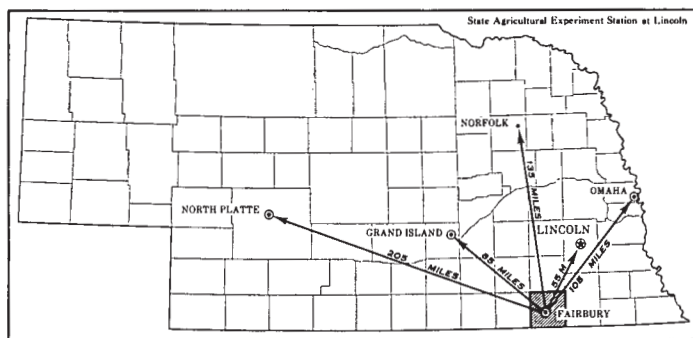 State Agricultural Experiment Station at Lincoln
NORFOLK
135 MILES
OMAHA
NORTH PLATTE
LINCOLN
GRAND ISLAND
205 MILES
85 MILES
55 M.
105 MILES
FAIRBURY